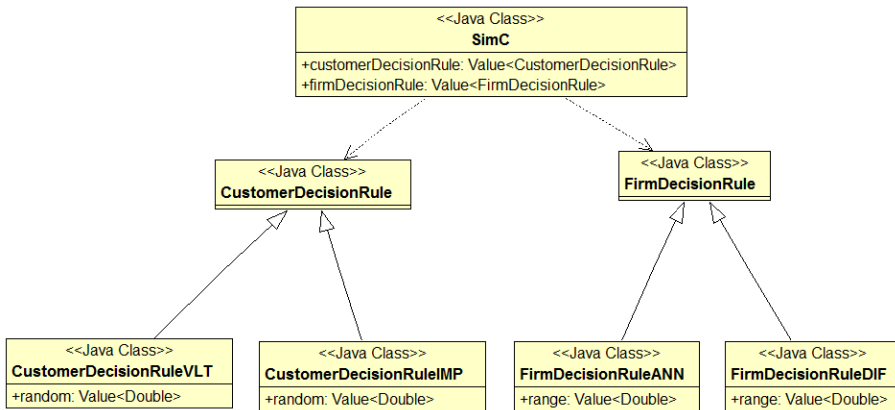 <<Java Class>>
SimC
+customerDecisionRule: Value<CustomerDecisionRule>
+firmDecisionRule: Value<FirmDecisionRule>
<<Java Class>>
CustomerDecisionRule
<<Java Class>>
FirmDecisionRule
<<Java Class>>
CustomerDecisionRuleVLT
+random: Value<Double>
<<Java Class>>
CustomerDecisionRuleIMP
+random: Value<Double>
<<Java Class>>
FirmDecisionRuleANN
+range: Value<Double>
<<Java Class>>
FirmDecisionRuleDIF
+range: Value<Double>